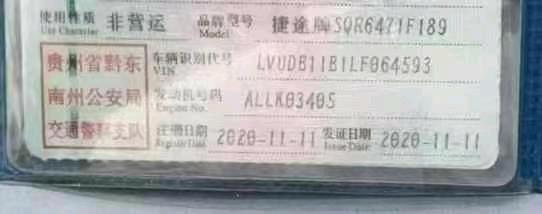 使用性质 非营运 品牌型号 捷途牌SQR6471F189
Use Character Model
贵州省黔东 车辆识别代号 LVUDB11B1LF064593
VIN
南州公安局 发动机号码 ALLK03405
Engine No.
交通警察支队 注册日期 2020-11-11 发证日期 2020-11-11
Register Date Issue Date